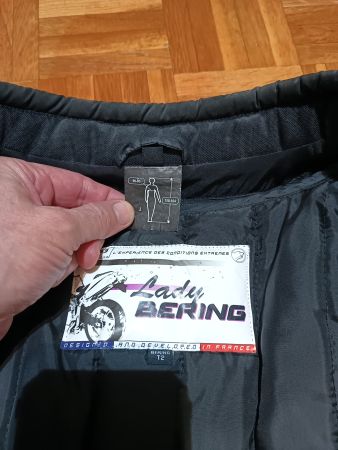 L'EXPERIENCE DES CONDITIONS EXTREMES
Lady
BERING
DESIGNED AND DEVELOPED IN FRANCE
BERING
T2